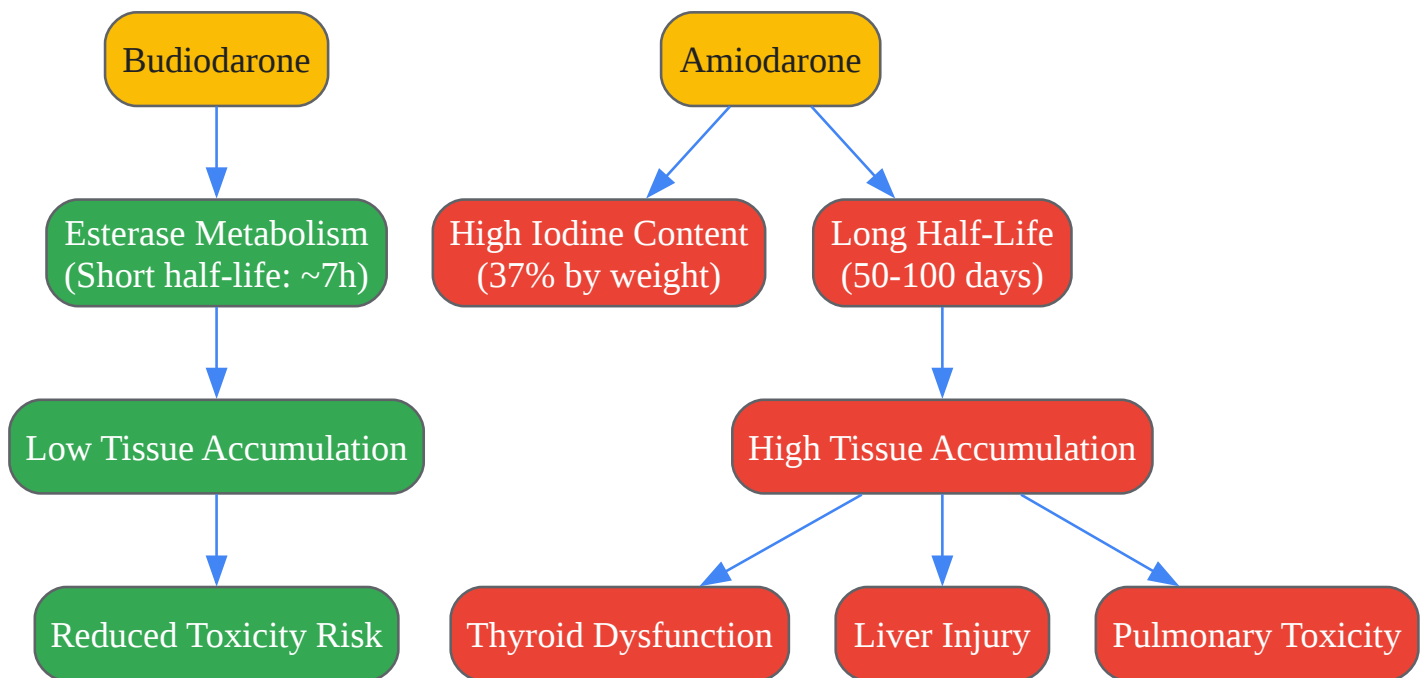 Budiodarone
Amiodarone
Esterase Metabolism
(Short half-life: ~7h)
High Iodine Content
(37% by weight)
Long Half-Life
(50-100 days)
Low Tissue Accumulation
High Tissue Accumulation
Reduced Toxicity Risk
Thyroid Dysfunction
Liver Injury
Pulmonary Toxicity